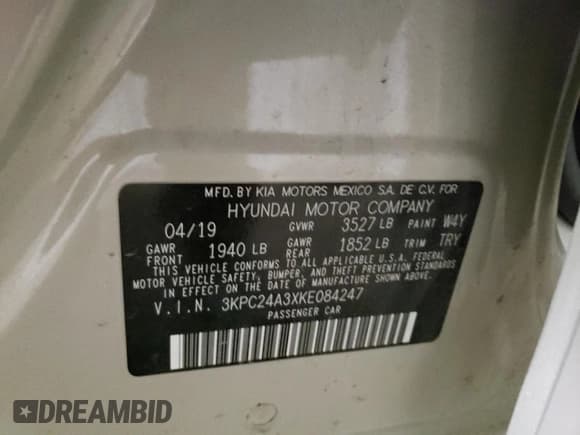 MFD. BY KIA MOTORS MEXICO S.A. DE C.V. FOR
HYUNDAI MOTOR COMPANY
04/19 GVWR 3527 LB PAINT W4Y
GAWR FRONT 1940 LB GAWR REAR 1852 LB TRIM TRY
THIS VEHICLE CONFORMS TO ALL APPLICABLE U.S.A. FEDERAL
MOTOR VEHICLE SAFETY, BUMPER, AND THEFT PREVENTION STANDARDS
IN EFFECT ON THE DATE OF MANUFACTURE SHOWN ABOVE.
V.I.N. 3KPC24A3XKE084247
PASSENGER CAR
DREAMBID